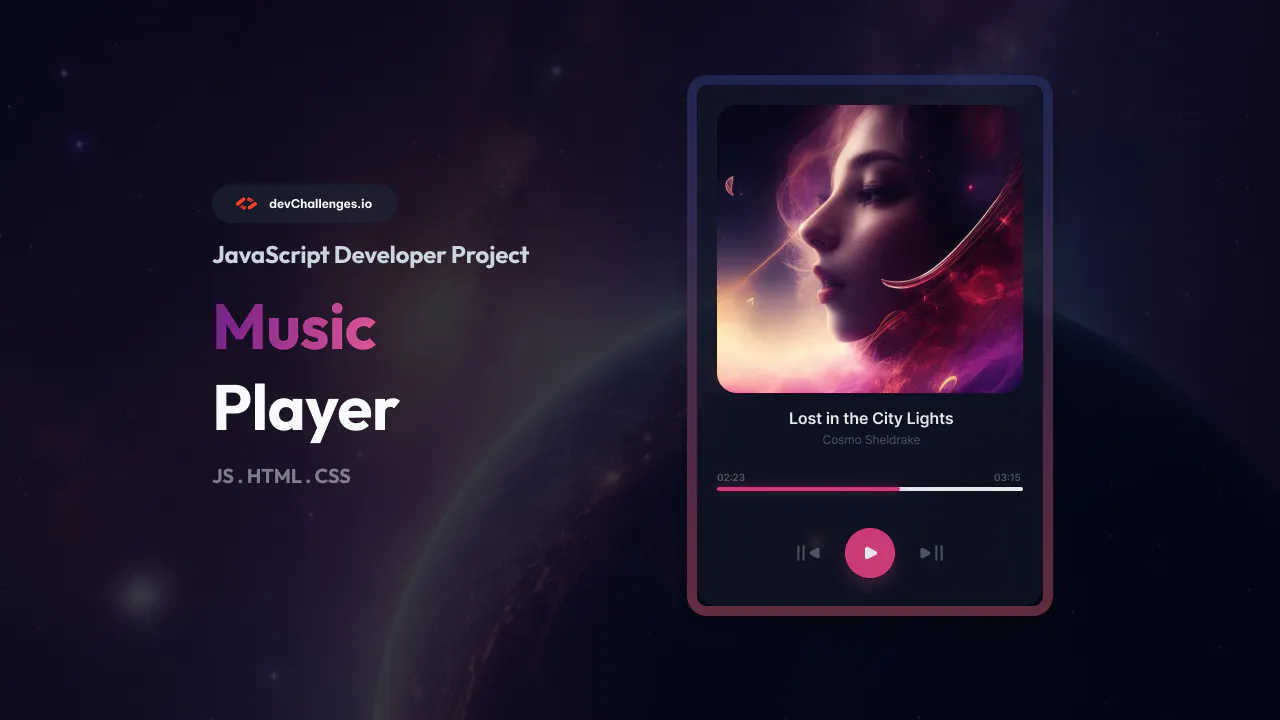 devChallenges.io
JavaScript Developer Project
Music
Player
JS . HTML . CSS
Lost in the City Lights
Cosmo Sheldrake
02:23 03:15